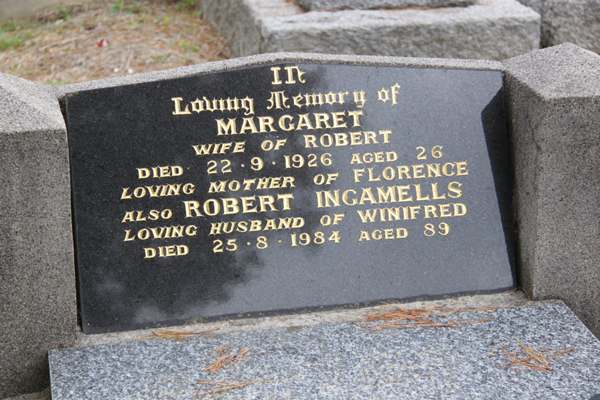 In
Loving Memory of
MARGARET
WIFE OF ROBERT
DIED 22·9·1926 AGED 26
LOVING MOTHER OF FLORENCE
ALSO ROBERT INGAMELLS
LOVING HUSBAND OF WINIFRED
DIED 25·8·1984 AGED 89